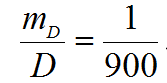 m_D / D = 1 / 900.